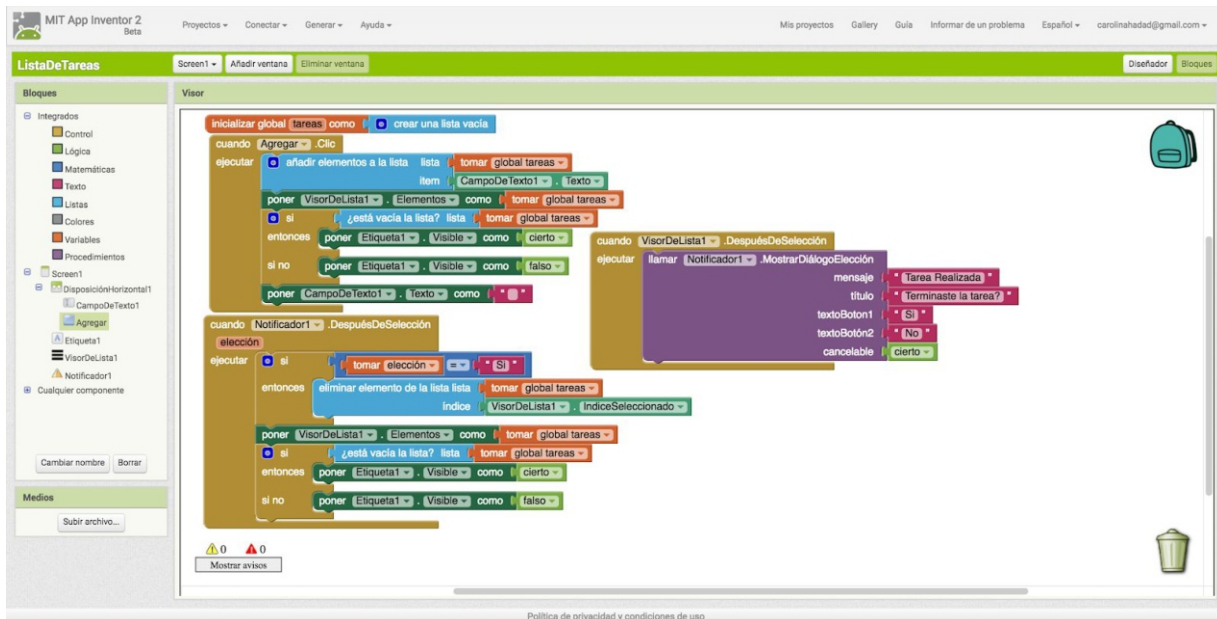 MIT App Inventor 2
Beta
Proyectos Conectar Generar Ayuda
Mis proyectos Gallery Guía Informar de un problema Español carolinahadad@gmail.com
ListaDeTareas
Screen1 Añadir ventana Eliminar ventana
Diseñador Bloques
Bloques
Integrados
Control
Lógica
Matemáticas
Texto
Listas
Colores
Variables
Procedimientos
Screen1
DisposiciónHorizontal1
CampoDeTexto1
Agregar
Etiqueta1
VisorDeLista1
Notificador1
Cualquier componente
Cambiar nombre Borrar
Medios
Subir archivo...
Visor
inicializar global tareas como crear una lista vacía
cuando Agregar .Clic
ejecutar añadir elementos a la lista lista tomar global tareas
item CampoDeTexto1 . Texto
poner VisorDeLista1 . Elementos como tomar global tareas
si ¿está vacía la lista? lista tomar global tareas
entonces poner Etiqueta1 . Visible como cierto
si no poner Etiqueta1 . Visible como falso
poner CampoDeTexto1 . Texto como " "
cuando VisorDeLista1 .DespuésDeSelección
ejecutar llamar Notificador1 .MostrarDiálogoElección
mensaje " Tarea Realizada "
título " Terminaste la tarea? "
textoBoton1 " Si "
textoBotón2 " No "
cancelable cierto
cuando Notificador1 .DespuésDeSelección
elección
ejecutar si tomar elección = " Si "
entonces eliminar elemento de la lista lista tomar global tareas
índice VisorDeLista1 . IndiceSeleccionado
poner VisorDeLista1 . Elementos como tomar global tareas
si ¿está vacía la lista? lista tomar global tareas
entonces poner Etiqueta1 . Visible como cierto
si no poner Etiqueta1 . Visible como falso
0 0
Mostrar avisos
Política de privacidad y condiciones de uso